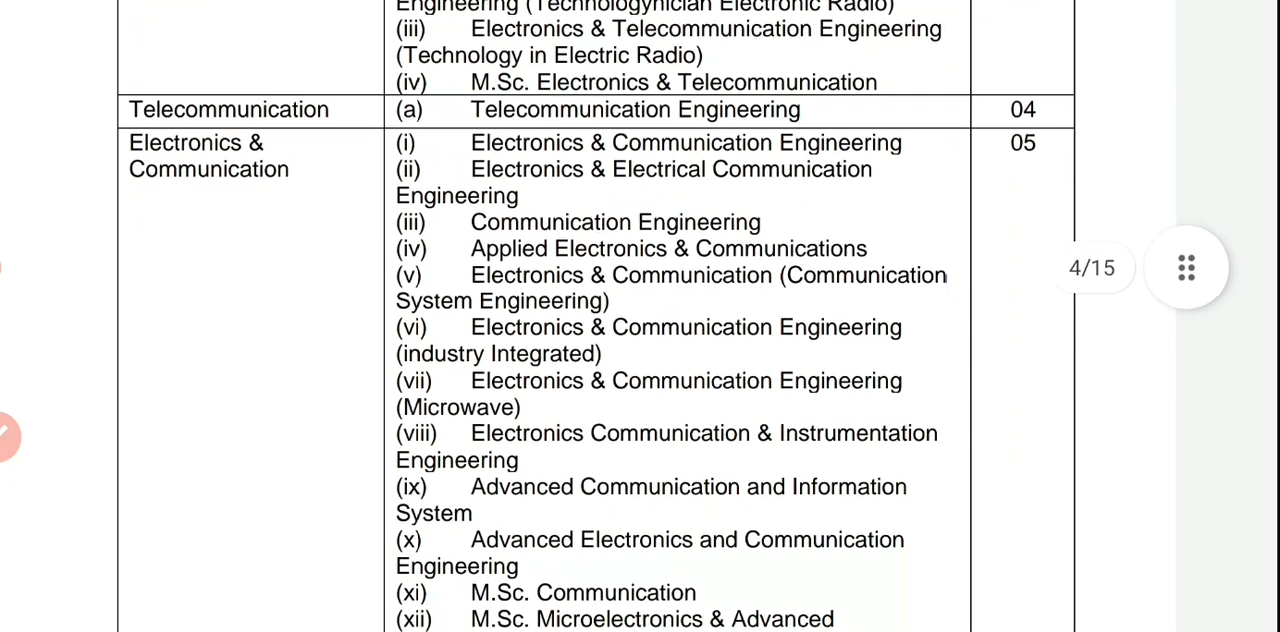 Engineering (Technologynician Electronic Radio)
(iii) Electronics & Telecommunication Engineering
(Technology in Electric Radio)
(iv) M.Sc. Electronics & Telecommunication
Telecommunication (a) Telecommunication Engineering 04
Electronics & (i) Electronics & Communication Engineering 05
Communication (ii) Electronics & Electrical Communication
Engineering
(iii) Communication Engineering
(iv) Applied Electronics & Communications
(v) Electronics & Communication (Communication
System Engineering)
(vi) Electronics & Communication Engineering
(industry Integrated)
(vii) Electronics & Communication Engineering
(Microwave)
(viii) Electronics Communication & Instrumentation
Engineering
(ix) Advanced Communication and Information
System
(x) Advanced Electronics and Communication
Engineering
(xi) M.Sc. Communication
(xii) M.Sc. Microelectronics & Advanced
4/15